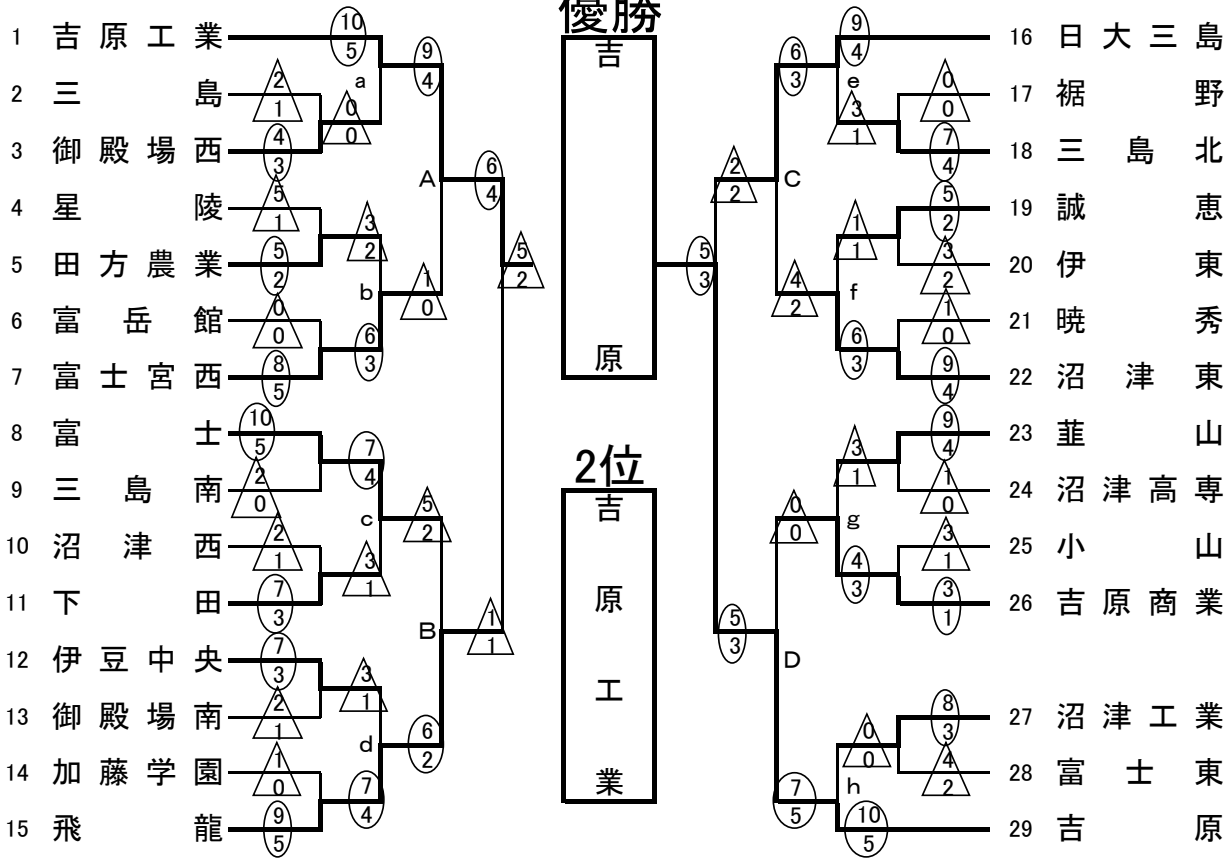 優勝
吉
原
2位
吉
原
工
業
1 吉原工業
2 三島
3 御殿場西
4 星陵
5 田方農業
6 富岳館
7 富士宮西
8 富士
9 三島南
10 沼津西
11 下田
12 伊豆中央
13 御殿場南
14 加藤学園
15 飛龍
10
5
2
1
4
3
5
1
5
2
0
0
8
5
10
5
2
0
2
1
7
3
7
3
2
1
1
0
9
5
a
0
0
3
2
b
6
3
7
4
c
3
1
3
1
d
7
4
9
4
A
1
0
5
2
B
6
2
6
4
1
1
5
2
5
3
2
2
5
3
6
3
C
4
2
0
0
D
7
5
e
3
1
1
1
f
6
3
3
1
g
4
3
0
0
h
10
5
9
4
0
0
7
4
5
2
3
2
1
0
9
4
9
4
1
0
3
1
3
1
8
3
4
2
16 日大三島
17 裾野
18 三島北
19 誠恵
20 伊東
21 暁秀
22 沼津東
23 韮山
24 沼津高専
25 小山
26 吉原商業
27 沼津工業
28 富士東
29 吉原